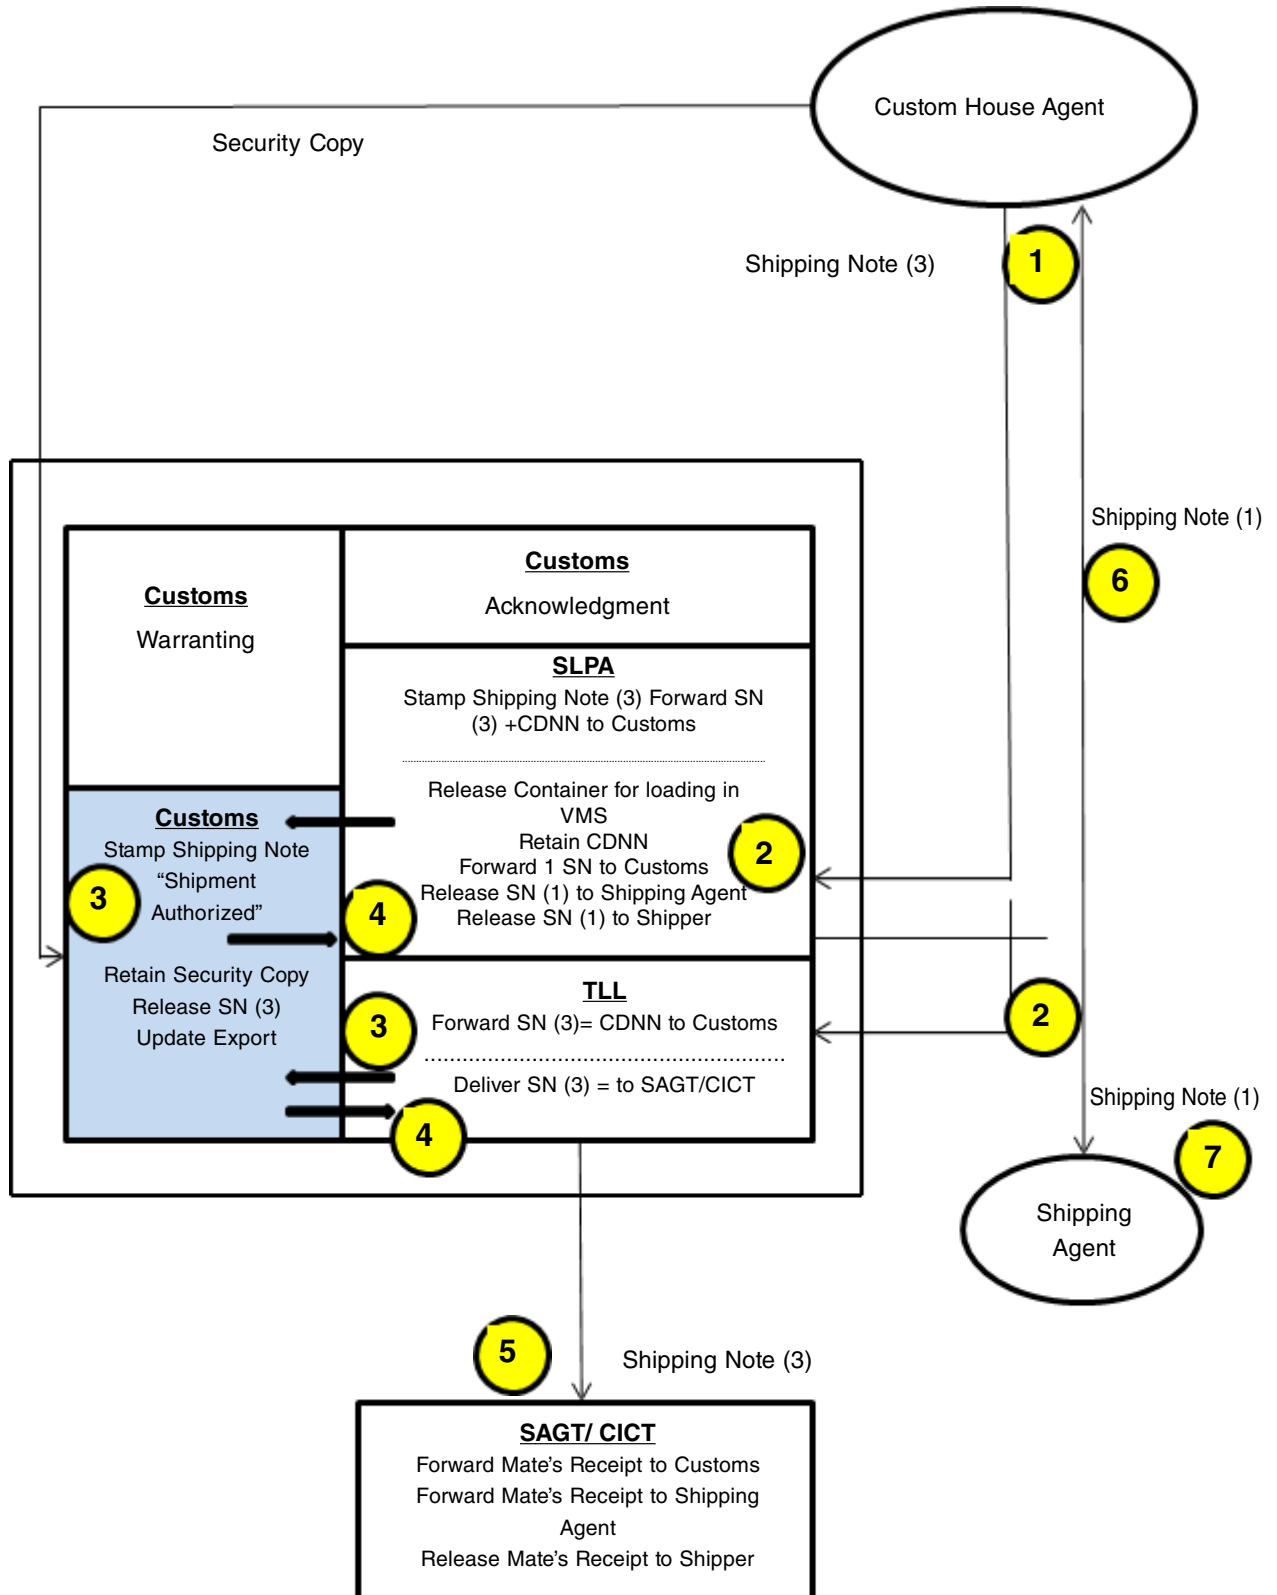 Custom House Agent
Security Copy
Shipping Note (3)
1
Shipping Note (1)
6
Customs
Warranting
Customs
Acknowledgment
SLPA
Stamp Shipping Note (3) Forward SN
(3) +CDNN to Customs
Release Container for loading in
VMS
Retain CDNN
Forward 1 SN to Customs
Release SN (1) to Shipping Agent
Release SN (1) to Shipper
2
Customs
Stamp Shipping Note
“Shipment
Authorized”
3
4
Retain Security Copy
Release SN (3)
Update Export
TLL
Forward SN (3)= CDNN to Customs
Deliver SN (3) = to SAGT/CICT
3
4
2
Shipping Note (1)
7
Shipping
Agent
5
Shipping Note (3)
SAGT/ CICT
Forward Mate’s Receipt to Customs
Forward Mate’s Receipt to Shipping
Agent
Release Mate’s Receipt to Shipper